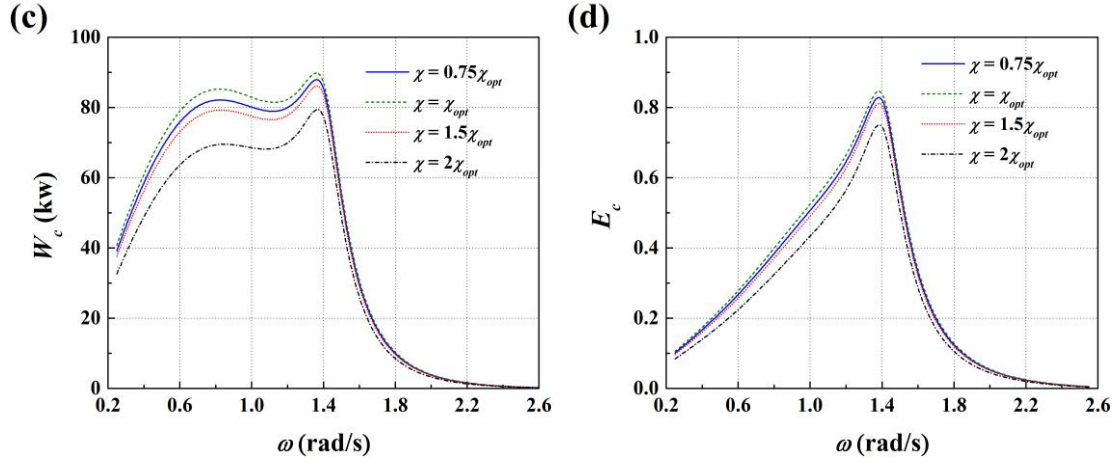 (c)
100
80
60
40
20
0
W_c (kw)
χ = 0.75χ_opt
χ = χ_opt
χ = 1.5χ_opt
χ = 2χ_opt
0.2 0.6 1.0 1.4 1.8 2.2 2.6
ω (rad/s)
(d)
1.0
0.8
0.6
0.4
0.2
0.0
E_c
χ = 0.75χ_opt
χ = χ_opt
χ = 1.5χ_opt
χ = 2χ_opt
0.2 0.6 1.0 1.4 1.8 2.2 2.6
ω (rad/s)